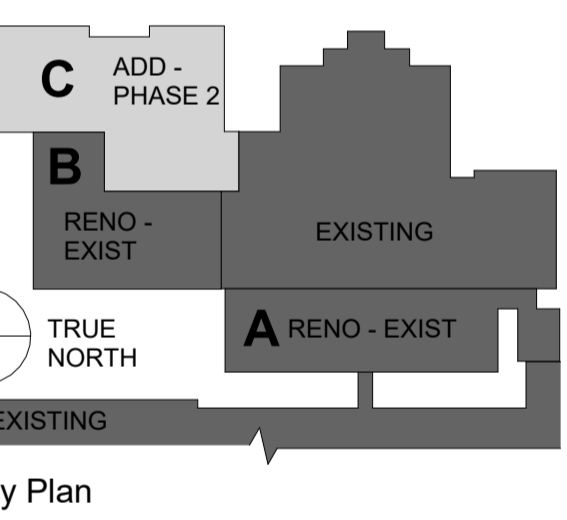 C
ADD -
PHASE 2
B
RENO -
EXIST
EXISTING
A RENO - EXIST
TRUE
NORTH
EXISTING
y Plan